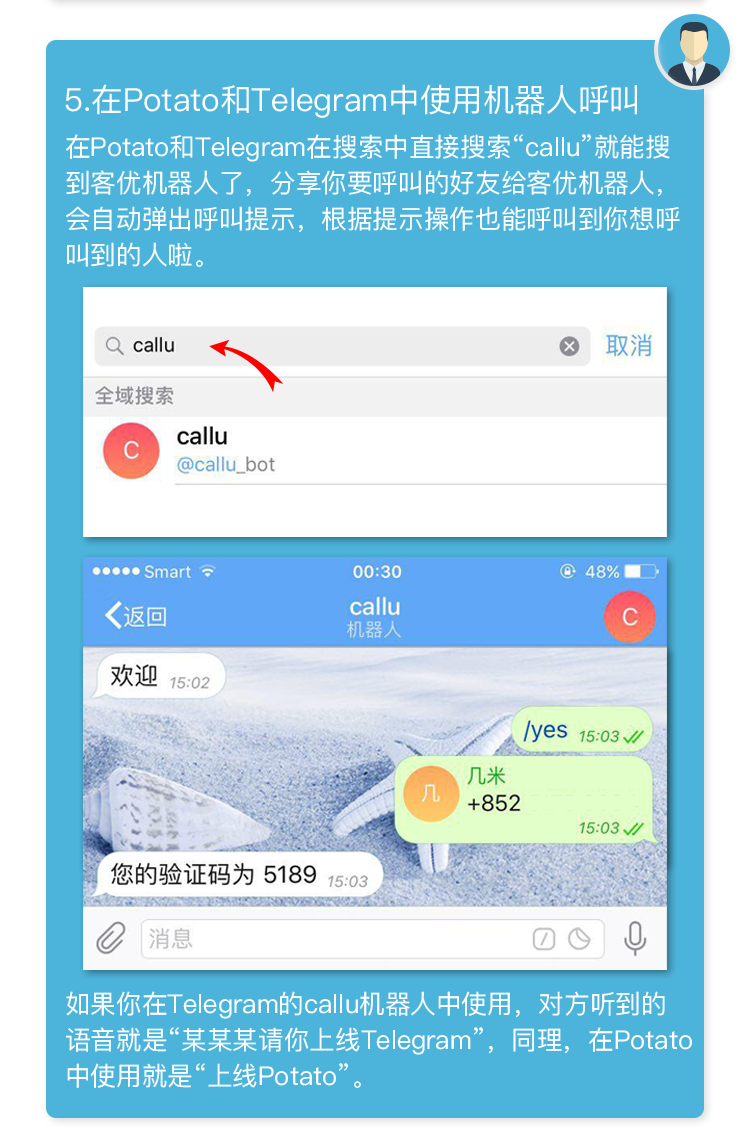 5.在Potato和Telegram中使用机器人呼叫
在Potato和Telegram在搜索中直接搜索“callu”就能搜
到客优机器人了，分享你要呼叫的好友给客优机器人，
会自动弹出呼叫提示，根据提示操作也能呼叫到你想呼
叫到的人啦。
callu
取消
全域搜索
C
callu
@callu_bot
Smart 00:30 48%
返回
callu
机器人
C
欢迎 15:02
/yes 15:03
几
几米
+852
15:03
您的验证码为 5189 15:03
消息
如果你在Telegram的callu机器人中使用，对方听到的
语音就是“某某某请你上线Telegram”，同理，在Potato
中使用就是“上线Potato”。